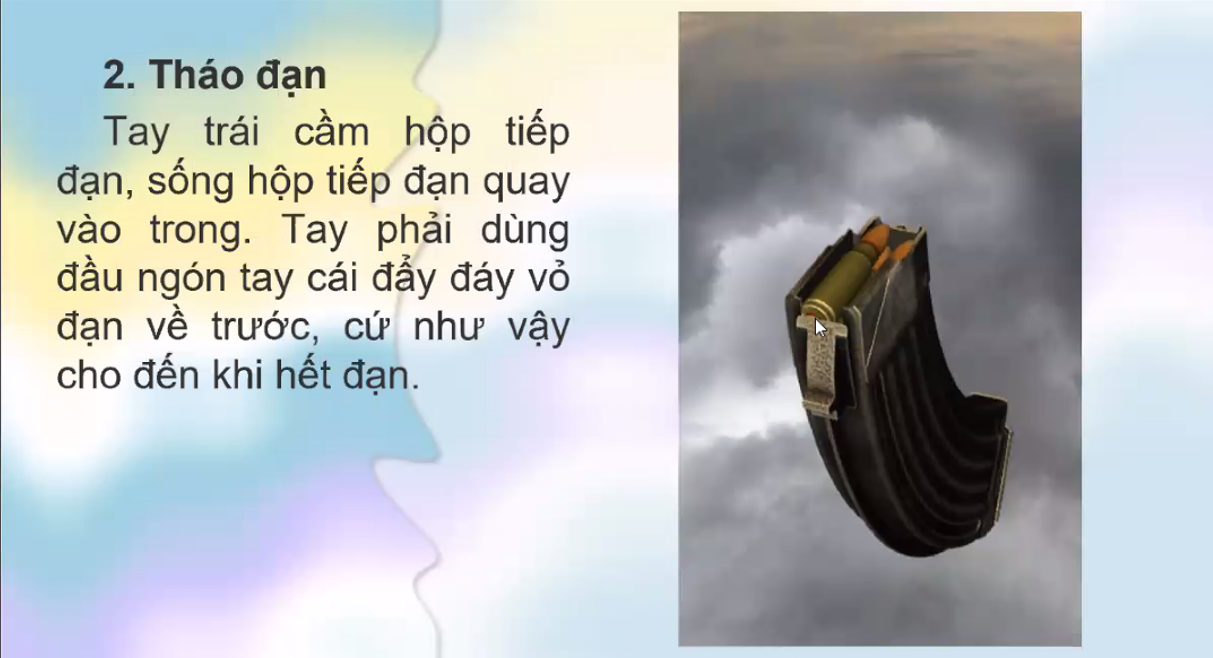 2. Tháo đạn
Tay trái cầm hộp tiếp
đạn, sống hộp tiếp đạn quay
vào trong. Tay phải dùng
đầu ngón tay cái đẩy đáy vỏ
đạn về trước, cứ như vậy
cho đến khi hết đạn.